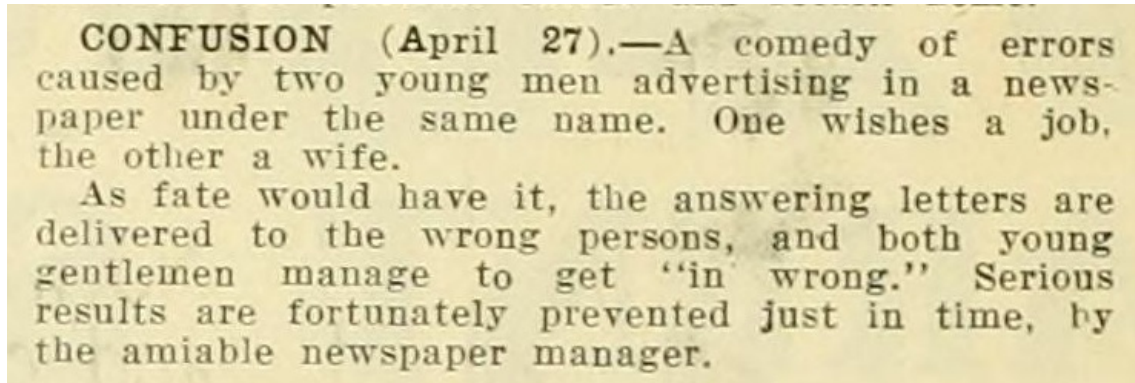 CONFUSION (April 27).—A comedy of errors
caused by two young men advertising in a news-
paper under the same name. One wishes a job,
the other a wife.
As fate would have it, the answering letters are
delivered to the wrong persons, and both young
gentlemen manage to get “in wrong.” Serious
results are fortunately prevented just in time, by
the amiable newspaper manager.